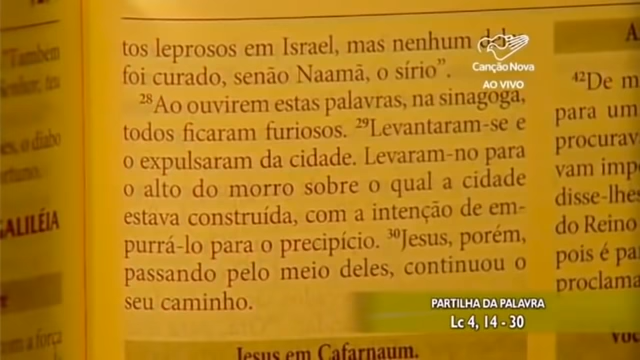 tos leprosos em Israel, mas nenhum
foi curado, senão Naamã, o sírio”.
²⁸Ao ouvirem estas palavras, na sinagoga,
todos ficaram furiosos. ²⁹Levantaram-se e
o expulsaram da cidade. Levaram-no para
o alto do morro sobre o qual a cidade
estava construída, com a intenção de em-
purrá-lo para o precipício. ³⁰Jesus, porém,
passando pelo meio deles, continuou o
seu caminho.
Jesus em Cafarnaum.
o diabo
GALILÉIA
a força
⁴²De m
para um
procurav
vam impe
disse-lhes
do Reino
pois é pa
proclama
Canção Nova
AO VIVO
PARTILHA DA PALAVRA
Lc 4, 14 - 30